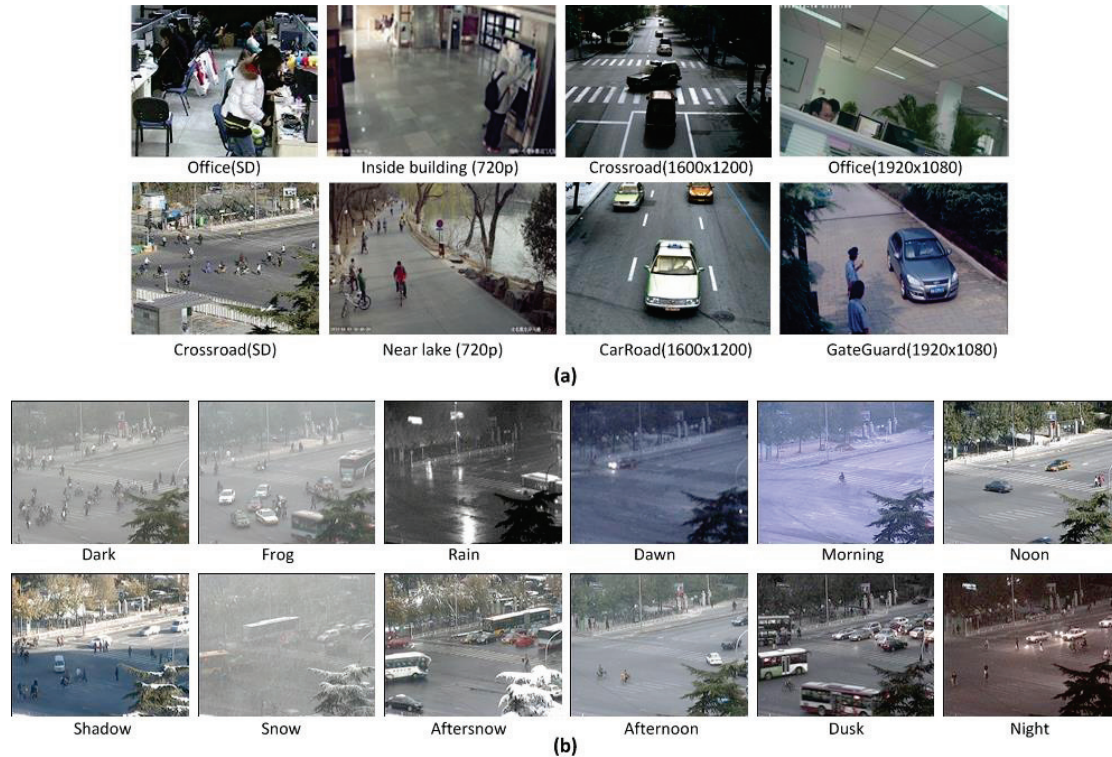 Office(SD)
Inside building (720p)
Crossroad(1600x1200)
Office(1920x1080)
Crossroad(SD)
Near lake (720p)
CarRoad(1600x1200)
GateGuard(1920x1080)
(a)
Dark
Frog
Rain
Dawn
Morning
Noon
Shadow
Snow
Aftersnow
Afternoon
Dusk
Night
(b)